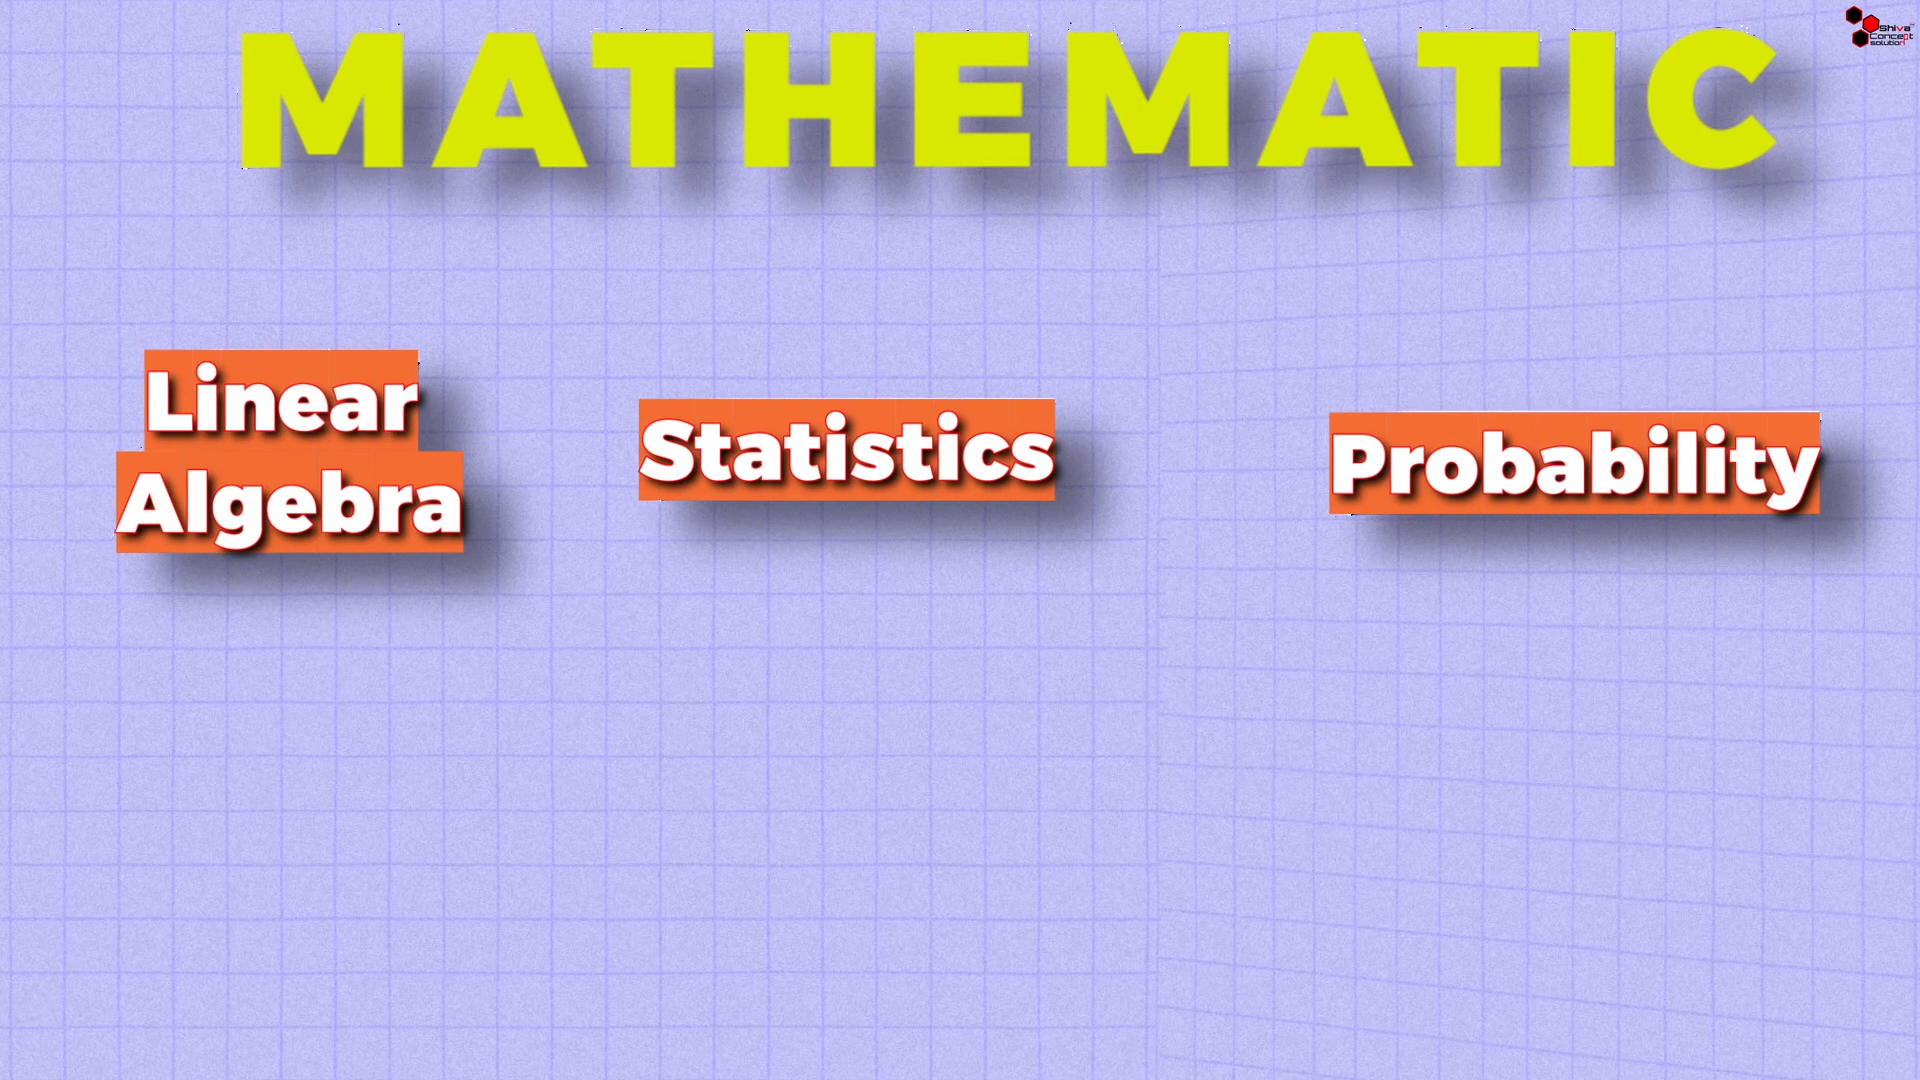 MATHEMATIC
Shiva
Concept
solution
Linear
Algebra
Statistics
Probability